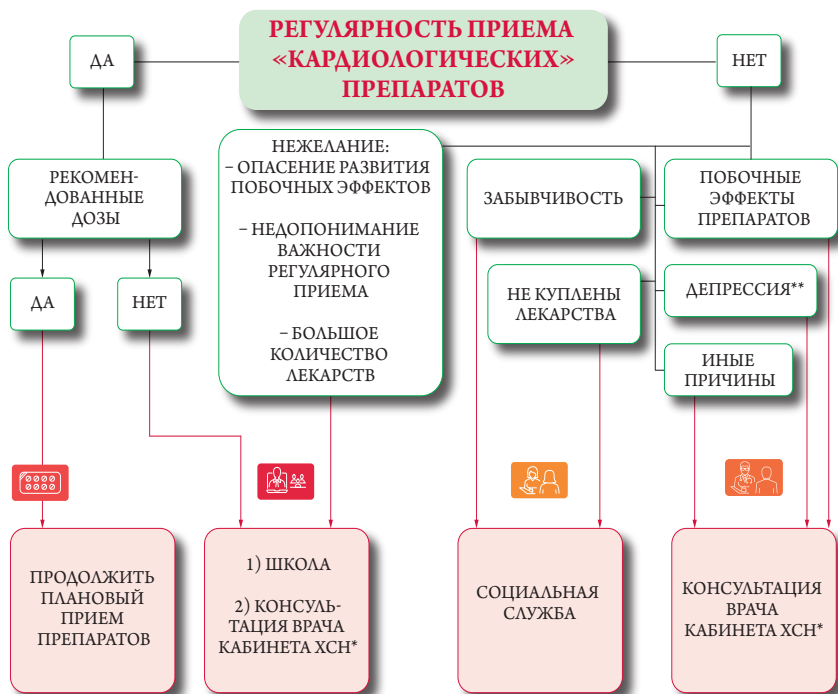 РЕГУЛЯРНОСТЬ ПРИЕМА
«КАРДИОЛОГИЧЕСКИХ»
ПРЕПАРАТОВ
ДА
НЕТ
РЕКОМЕН-
ДОВАННЫЕ
ДОЗЫ
ДА
НЕТ
НЕЖЕЛАНИЕ:
– ОПАСЕНИЕ РАЗВИТИЯ
ПОБОЧНЫХ ЭФФЕКТОВ
– НЕДОПОНИМАНИЕ
ВАЖНОСТИ
РЕГУЛЯРНОГО
ПРИЕМА
– БОЛЬШОЕ
КОЛИЧЕСТВО
ЛЕКАРСТВ
ЗАБЫВЧИВОСТЬ
НЕ КУПЛЕНЫ
ЛЕКАРСТВА
ПОБОЧНЫЕ
ЭФФЕКТЫ
ПРЕПАРАТОВ
ДЕПРЕССИЯ**
ИНЫЕ
ПРИЧИНЫ
ПРОДОЛЖИТЬ
ПЛАНОВЫЙ
ПРИЕМ
ПРЕПАРАТОВ
1) ШКОЛА
2) КОНСУЛЬ-
ТАЦИЯ ВРАЧА
КАБИНЕТА ХСН*
СОЦИАЛЬНАЯ
СЛУЖБА
КОНСУЛЬТАЦИЯ
ВРАЧА
КАБИНЕТА ХСН*